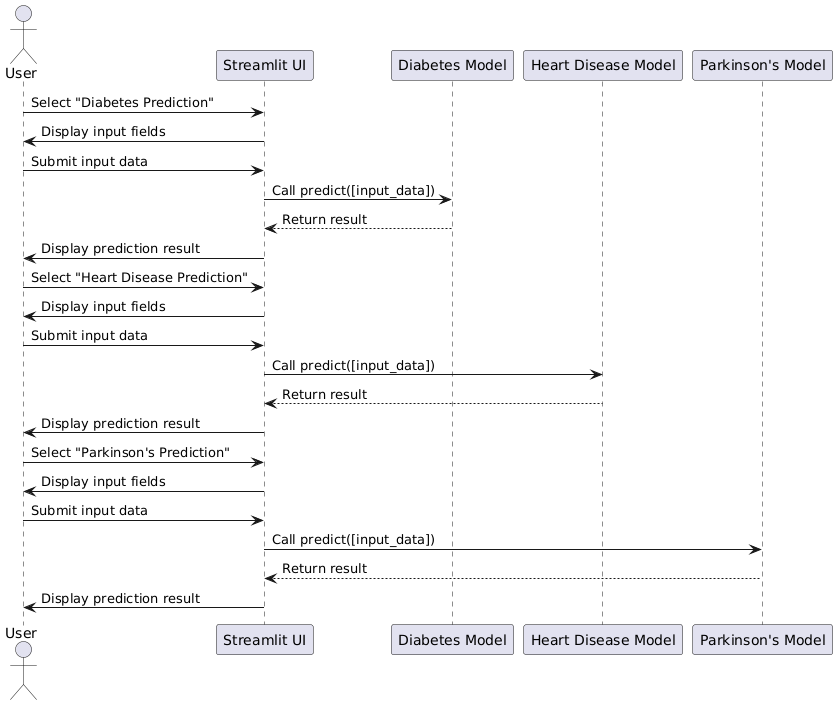 User
Streamlit UI
Diabetes Model
Heart Disease Model
Parkinson's Model
Select "Diabetes Prediction"
Display input fields
Submit input data
Call predict([input_data])
Return result
Display prediction result
Select "Heart Disease Prediction"
Display input fields
Submit input data
Call predict([input_data])
Return result
Display prediction result
Select "Parkinson's Prediction"
Display input fields
Submit input data
Call predict([input_data])
Return result
Display prediction result
User
Streamlit UI
Diabetes Model
Heart Disease Model
Parkinson's Model